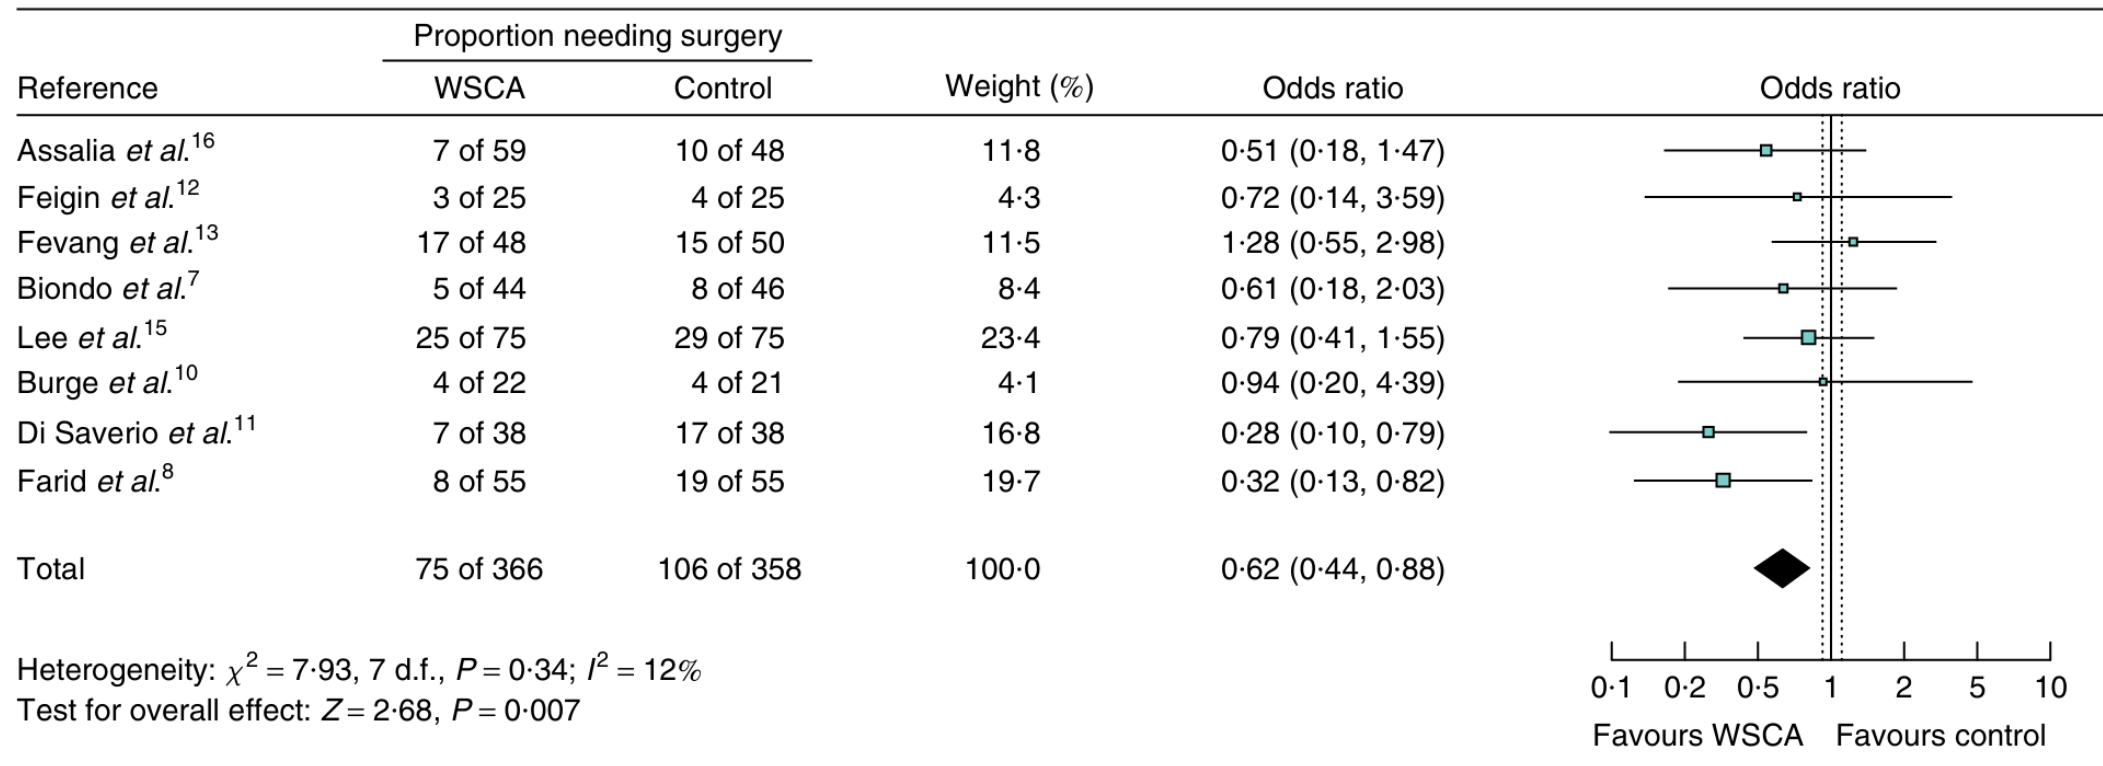 Proportion needing surgery
Reference WSCA Control Weight (%) Odds ratio Odds ratio
Assalia et al.16 7 of 59 10 of 48 11·8 0·51 (0·18, 1·47)
Feigin et al.12 3 of 25 4 of 25 4·3 0·72 (0·14, 3·59)
Fevang et al.13 17 of 48 15 of 50 11·5 1·28 (0·55, 2·98)
Biondo et al.7 5 of 44 8 of 46 8·4 0·61 (0·18, 2·03)
Lee et al.15 25 of 75 29 of 75 23·4 0·79 (0·41, 1·55)
Burge et al.10 4 of 22 4 of 21 4·1 0·94 (0·20, 4·39)
Di Saverio et al.11 7 of 38 17 of 38 16·8 0·28 (0·10, 0·79)
Farid et al.8 8 of 55 19 of 55 19·7 0·32 (0·13, 0·82)
Total 75 of 366 106 of 358 100·0 0·62 (0·44, 0·88)
Heterogeneity: χ2 = 7·93, 7 d.f., P = 0·34; I2 = 12%
Test for overall effect: Z = 2·68, P = 0·007
0·1 0·2 0·5 1 2 5 10
Favours WSCA Favours control